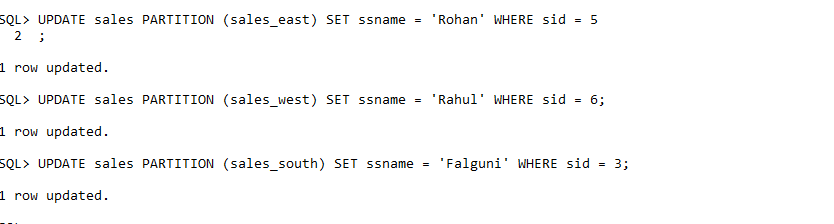 SQL> UPDATE sales PARTITION (sales_east) SET ssname = 'Rohan' WHERE sid = 5
2 ;
1 row updated.
SQL> UPDATE sales PARTITION (sales_west) SET ssname = 'Rahul' WHERE sid = 6;
1 row updated.
SQL> UPDATE sales PARTITION (sales_south) SET ssname = 'Falguni' WHERE sid = 3;
1 row updated.